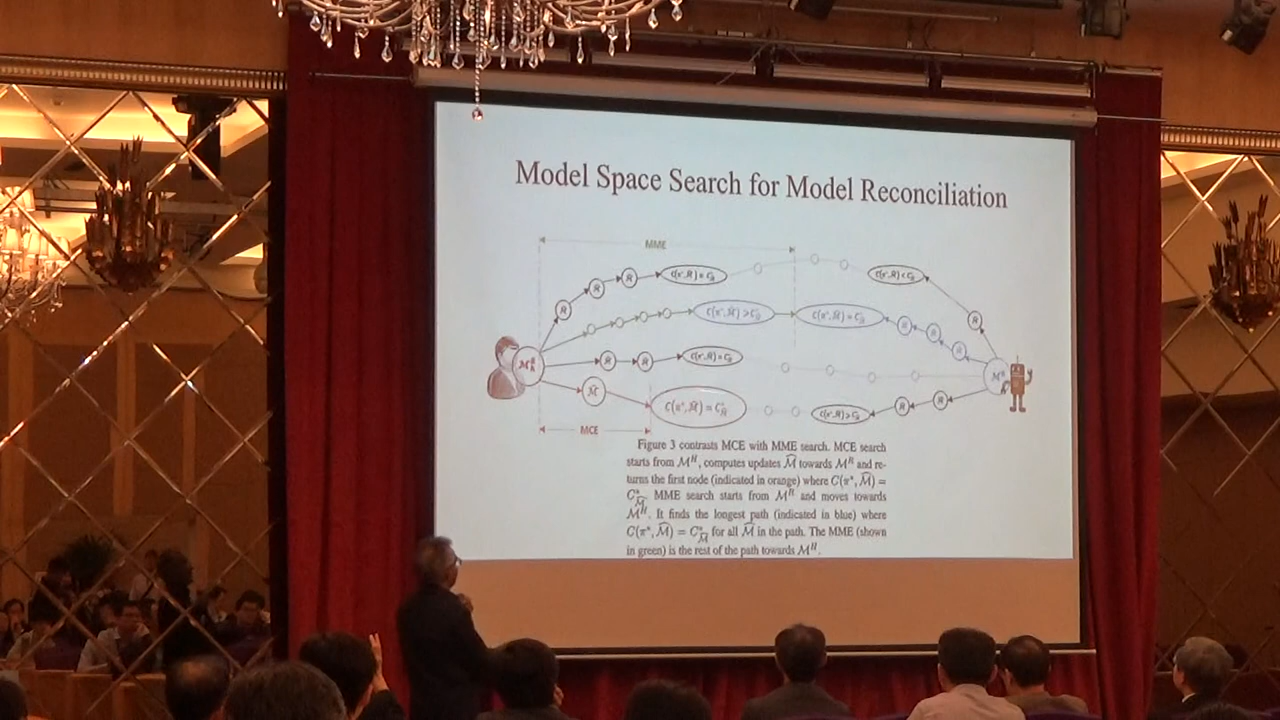 Model Space Search for Model Reconciliation
MME
C(π*, M̂) > C*_M̂
C(π*, M̂) = C*_M̂
C(π*, M̂) = C*_M̂
MCE
Figure 3 contrasts MCE with MME search. MCE search
starts from M^H, computes updates M̂ towards M^R and re-
turns the first node (indicated in orange) where C(π*, M̂) =
C*_M̂. MME search starts from M^R and moves towards
M^H. It finds the longest path (indicated in blue) where
C(π*, M̂) = C*_M̂ for all M̂ in the path. The MME (shown
in green) is the rest of the path towards M^H.